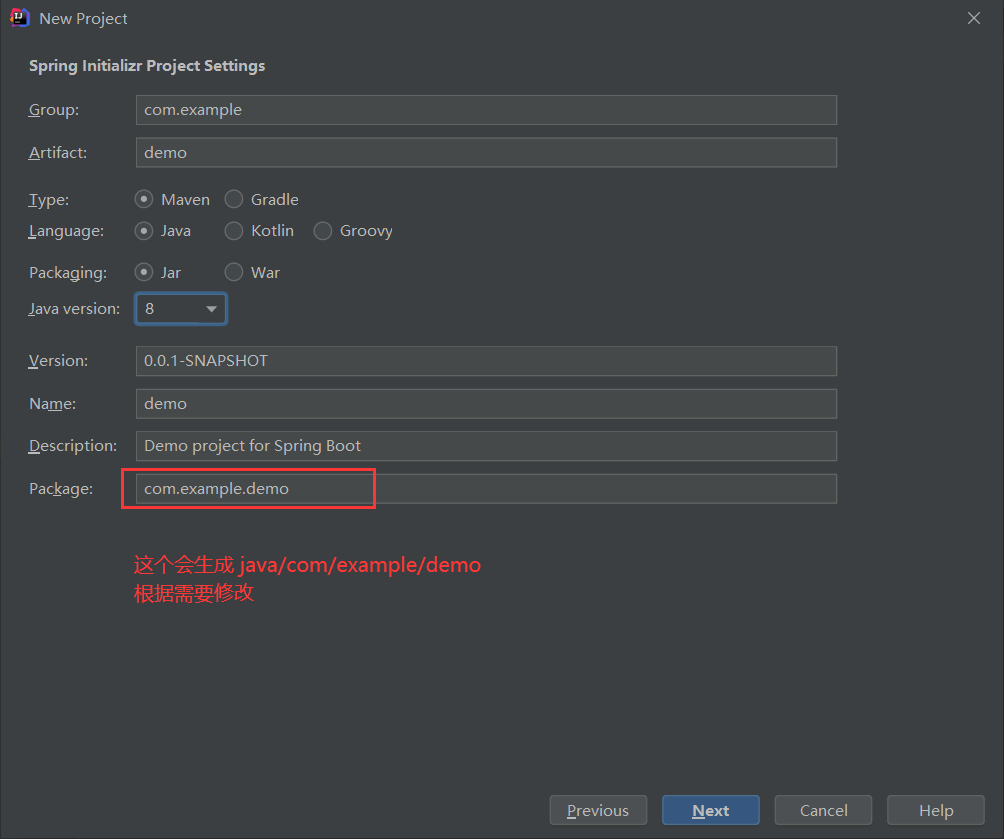 New Project
Spring Initializr Project Settings
Group: com.example
Artifact: demo
Type: Maven Gradle
Language: Java Kotlin Groovy
Packaging: Jar War
Java version: 8
Version: 0.0.1-SNAPSHOT
Name: demo
Description: Demo project for Spring Boot
Package: com.example.demo
这个会生成 java/com/example/demo
根据需要修改
Previous Next Cancel Help